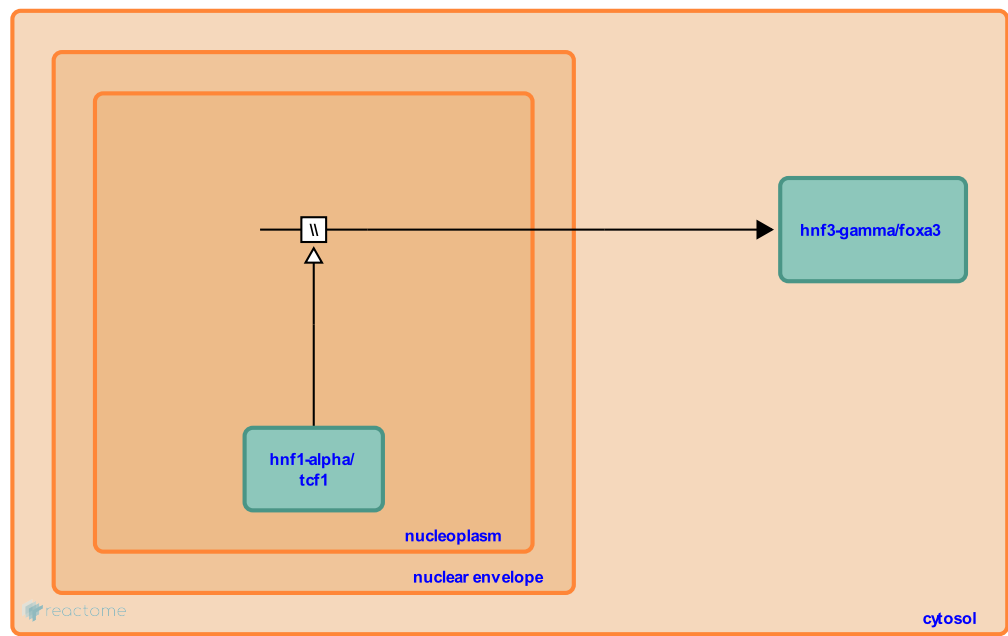 \\
hnf3-gamma/foxa3
hnf1-alpha/
tcf1
nucleoplasm
nuclear envelope
reactome
cytosol